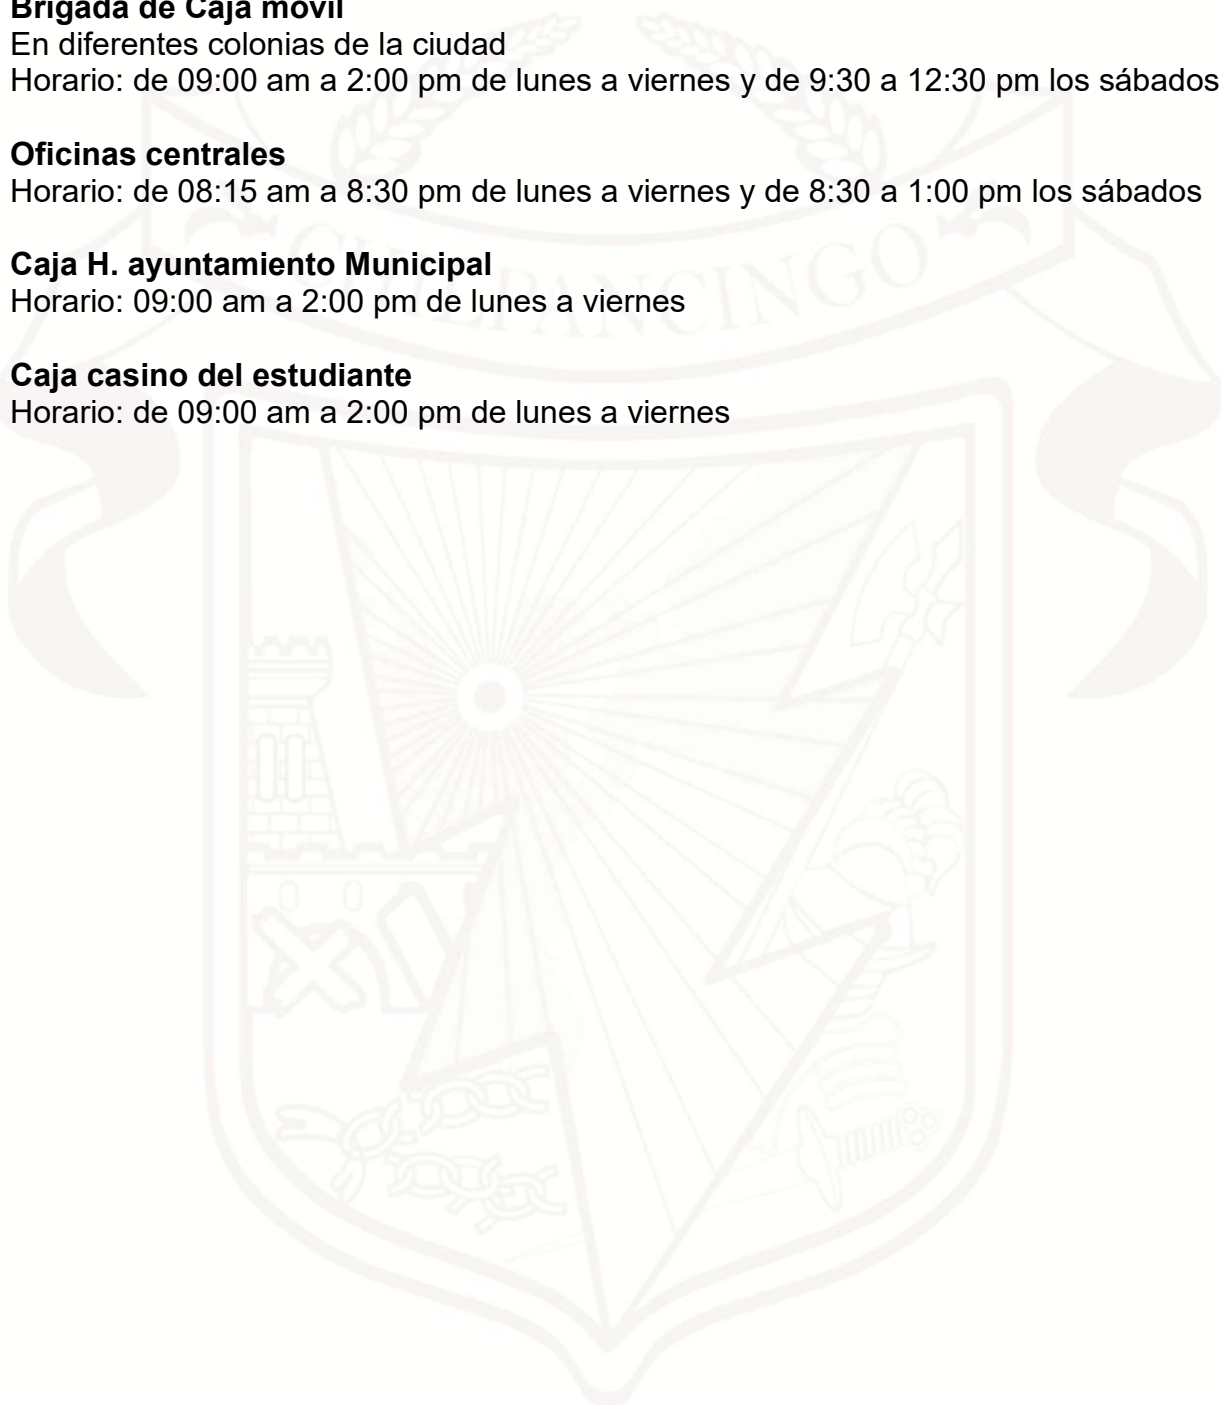 Brigada de Caja móvil
En diferentes colonias de la ciudad
Horario: de 09:00 am a 2:00 pm de lunes a viernes y de 9:30 a 12:30 pm los sábados
Oficinas centrales
Horario: de 08:15 am a 8:30 pm de lunes a viernes y de 8:30 a 1:00 pm los sábados
Caja H. ayuntamiento Municipal
Horario: 09:00 am a 2:00 pm de lunes a viernes
CHILPANCINGO
Caja casino del estudiante
Horario: de 09:00 am a 2:00 pm de lunes a viernes